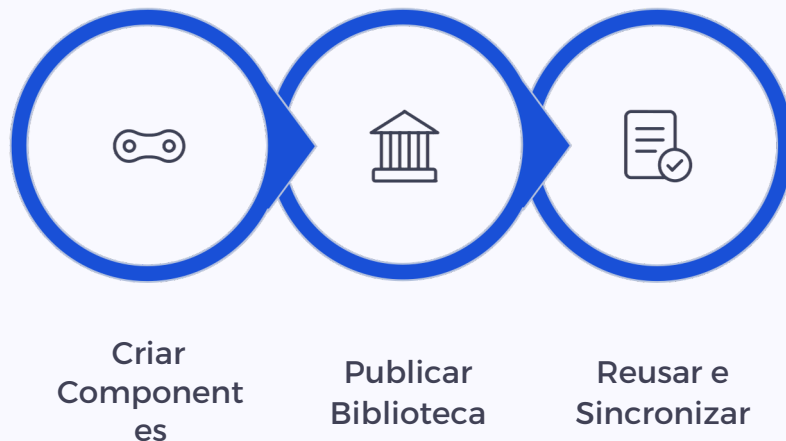 Criar
Component
es
Publicar
Biblioteca
Reusar e
Sincronizar